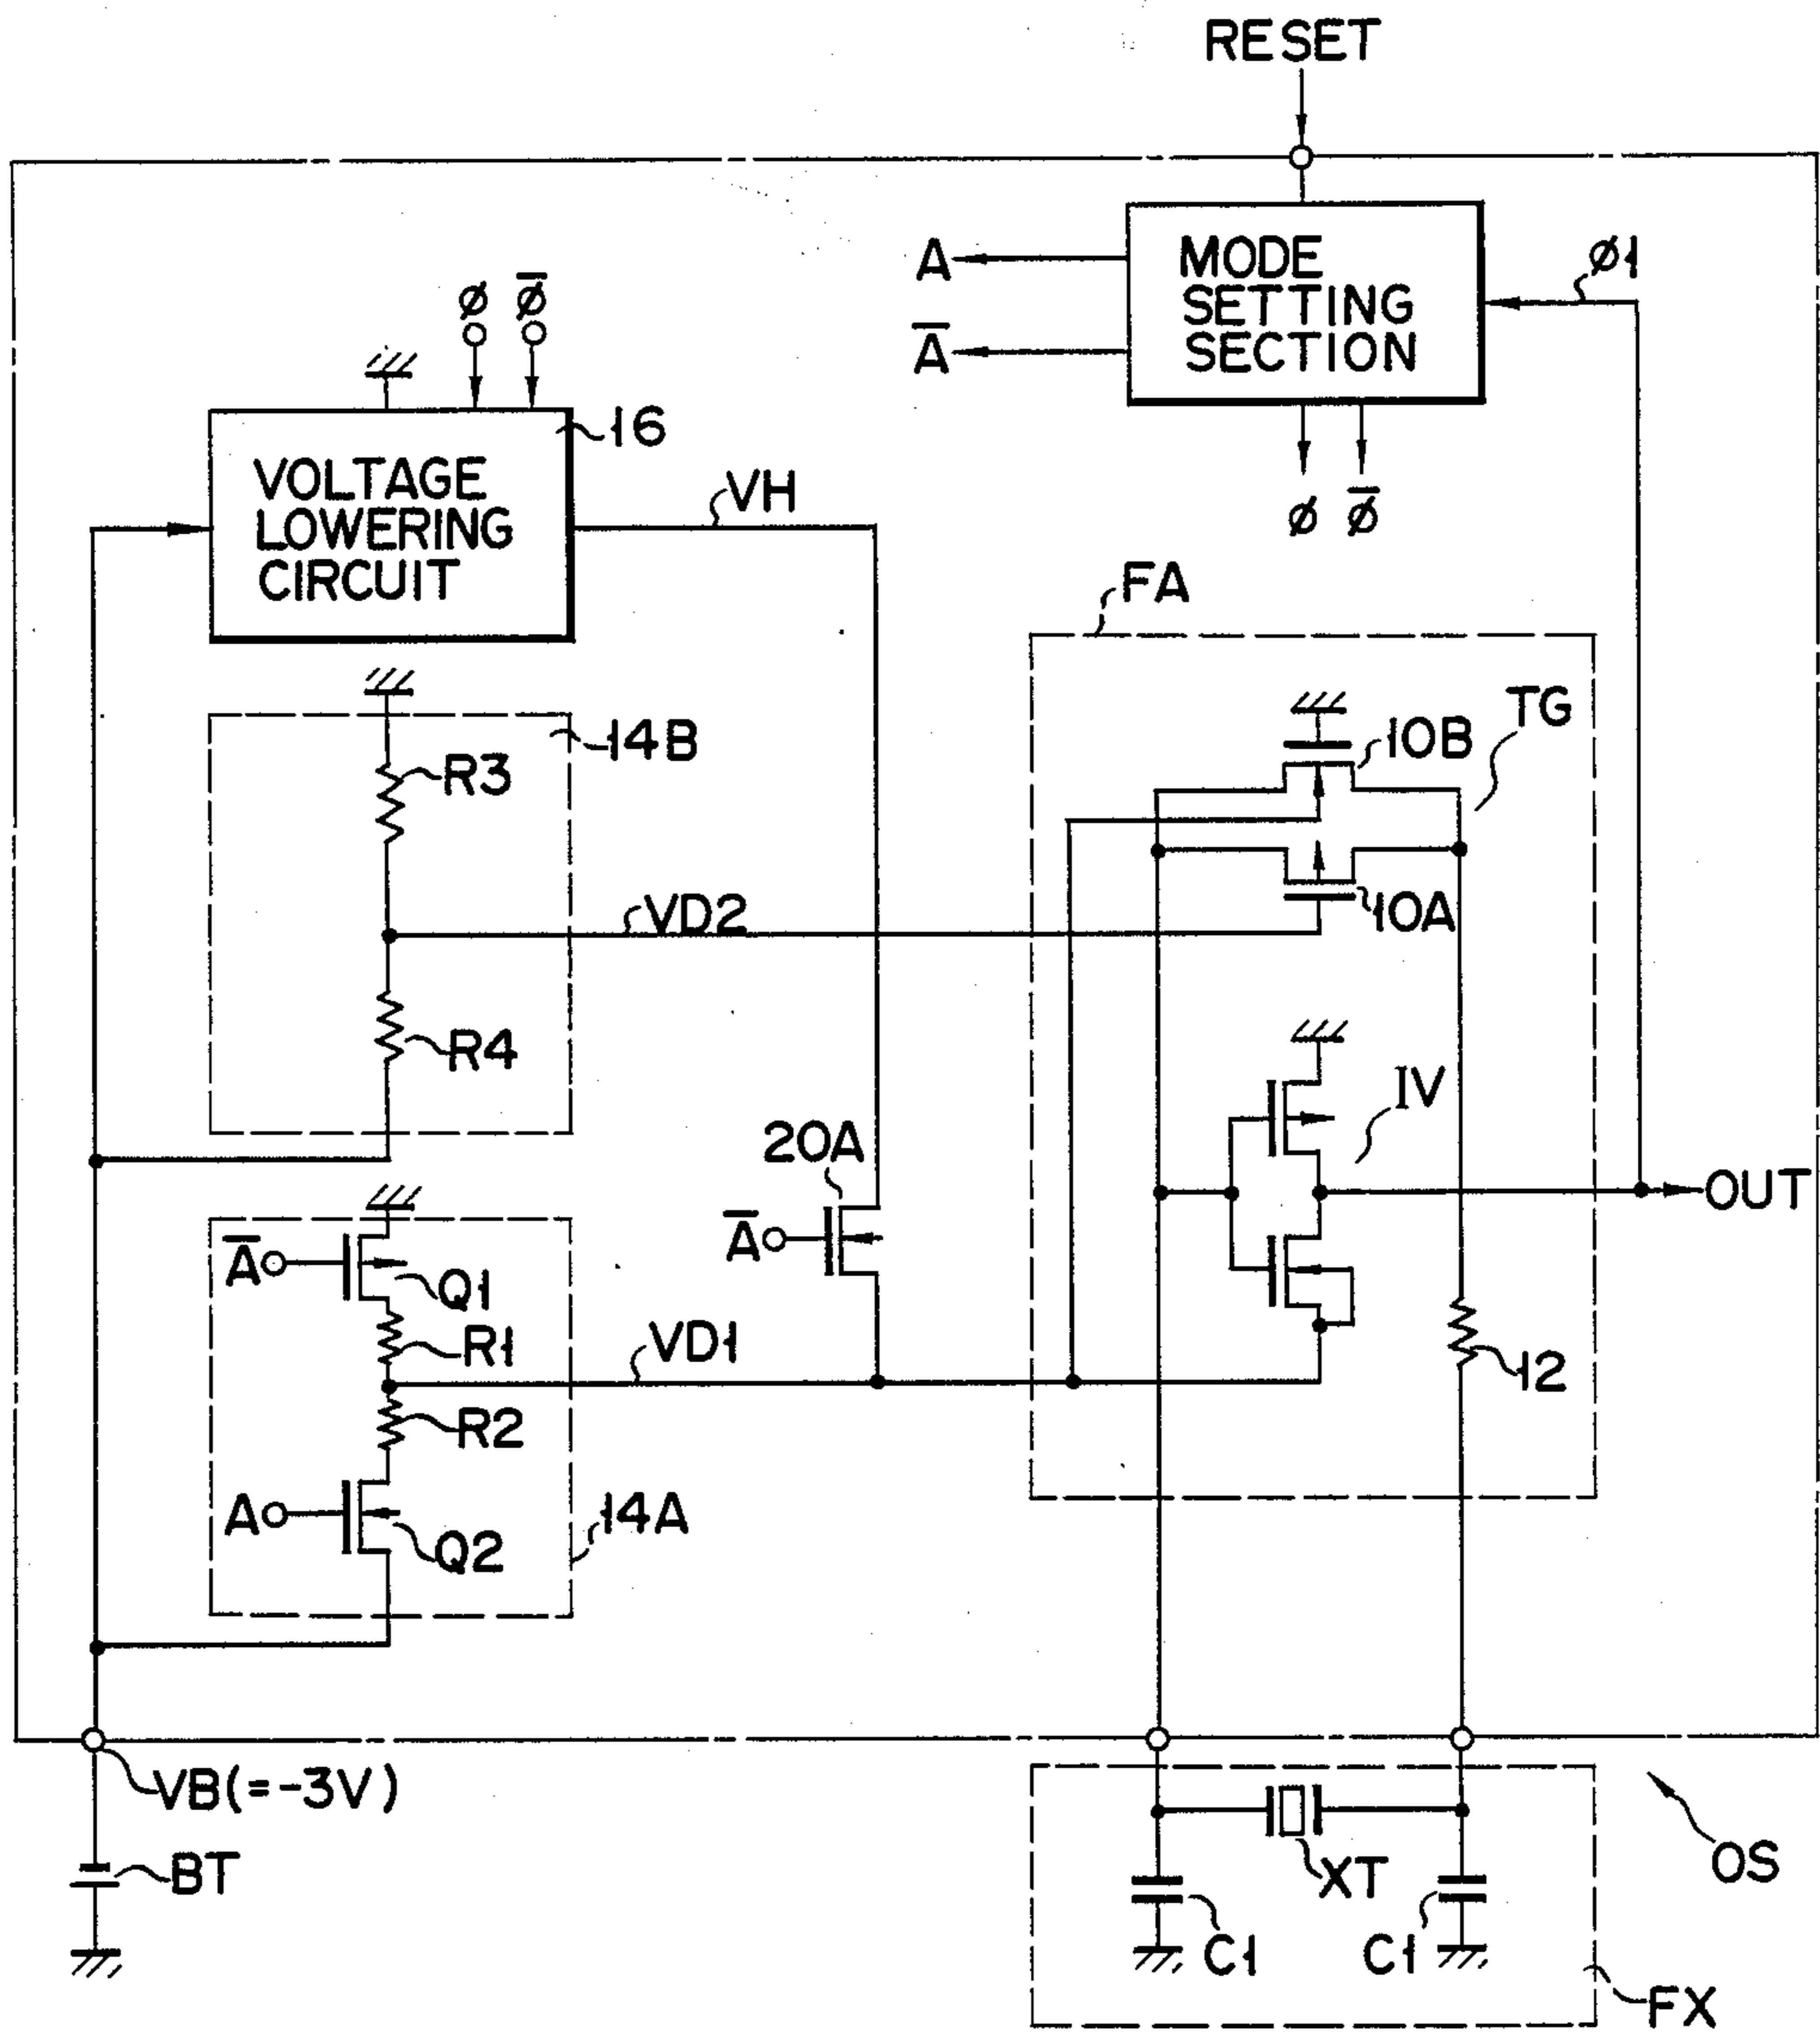 RESET
A
MODE
SETTING
SECTION
ø1
A̅
ø ø̅
16
VOLTAGE
LOWERING
CIRCUIT
VH
ø ø̅
FA
TG
14B
10B
R3
10A
VD2
R4
IV
20A
OUT
A̅
A̅
Q1
R1
VD1
12
R2
A
14A
Q2
VB(=-3V)
BT
XT
OS
C1
C1
FX